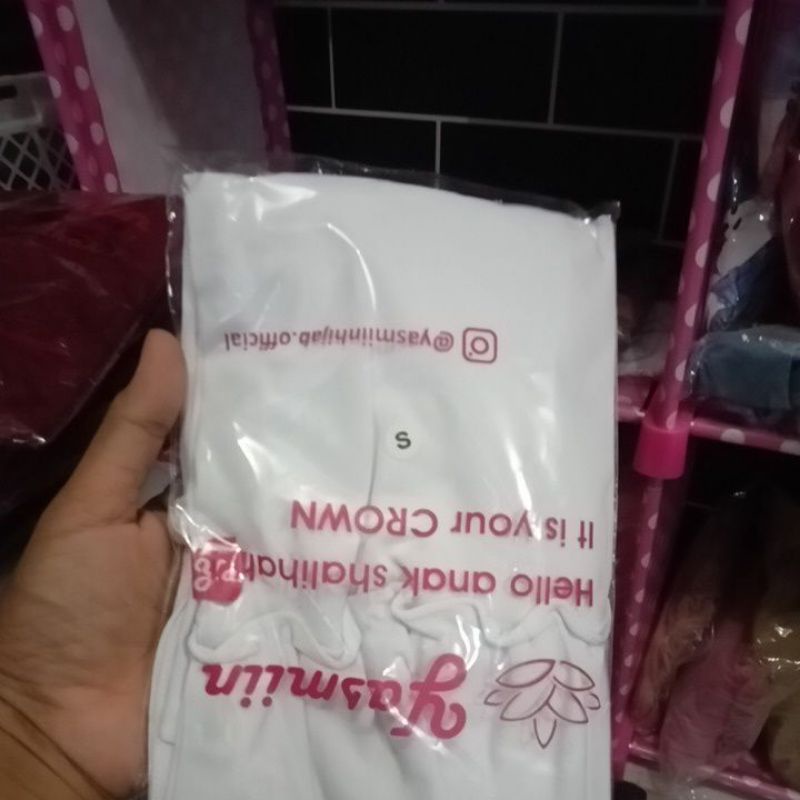 Yasmiin
Hello anak shalihah
It is your CROWN
S
@yasmiinhijab.official